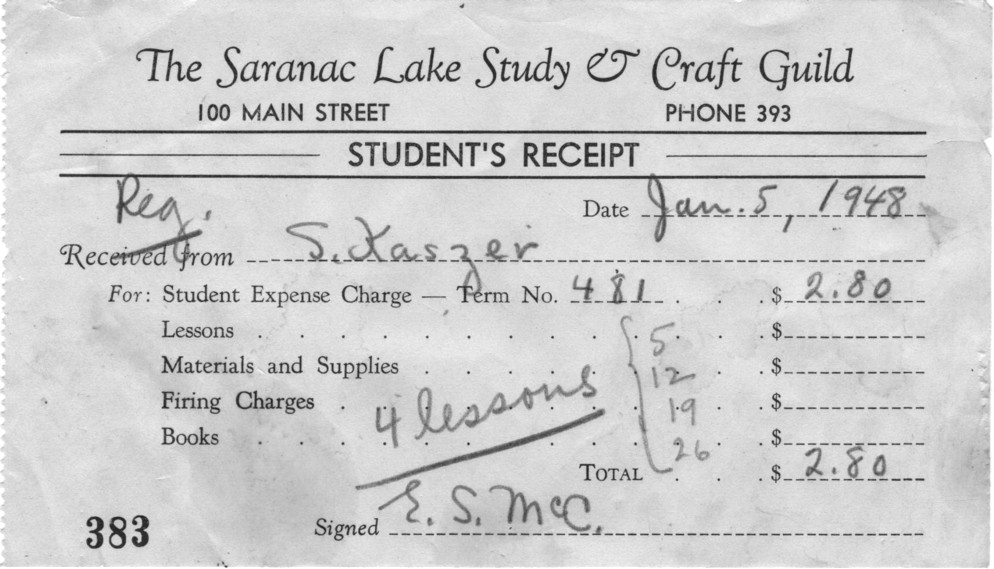 The Saranac Lake Study & Craft Guild
100 MAIN STREET PHONE 393
STUDENT'S RECEIPT
Reg.
Date Jan. 5, 1948
Received from S. Kaszer
For: Student Expense Charge — Term No. 481 $ 2.80
Lessons $
5
Materials and Supplies $
12
Firing Charges $
4 lessons
19
Books $
26
TOTAL $ 2.80
383
Signed E. S. McC.